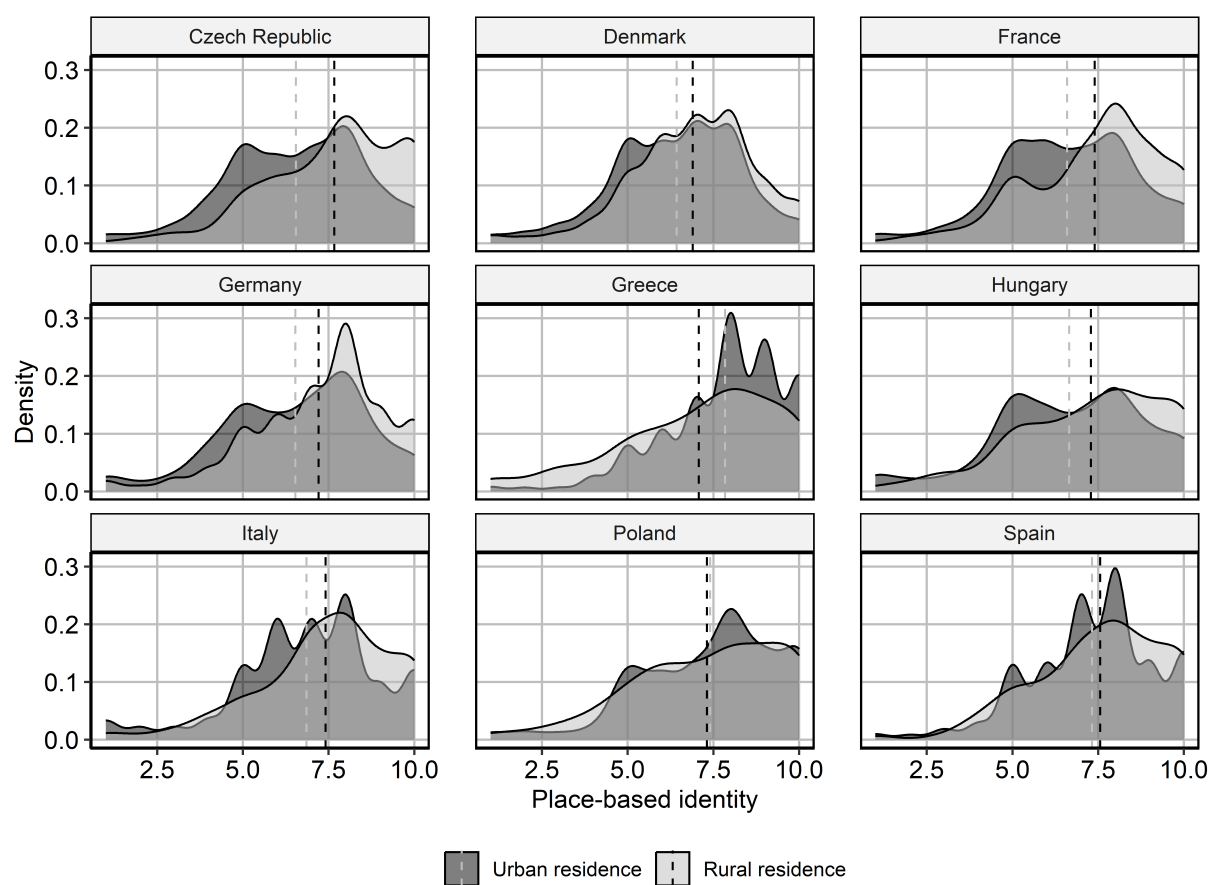 Czech Republic
Denmark
France
0.3
0.2
0.1
0.0
Germany
Greece
Hungary
0.3
0.2
0.1
0.0
Density
Italy
Poland
Spain
0.3
0.2
0.1
0.0
2.5 5.0 7.5 10.0
2.5 5.0 7.5 10.0
2.5 5.0 7.5 10.0
Place-based identity
Urban residence
Rural residence